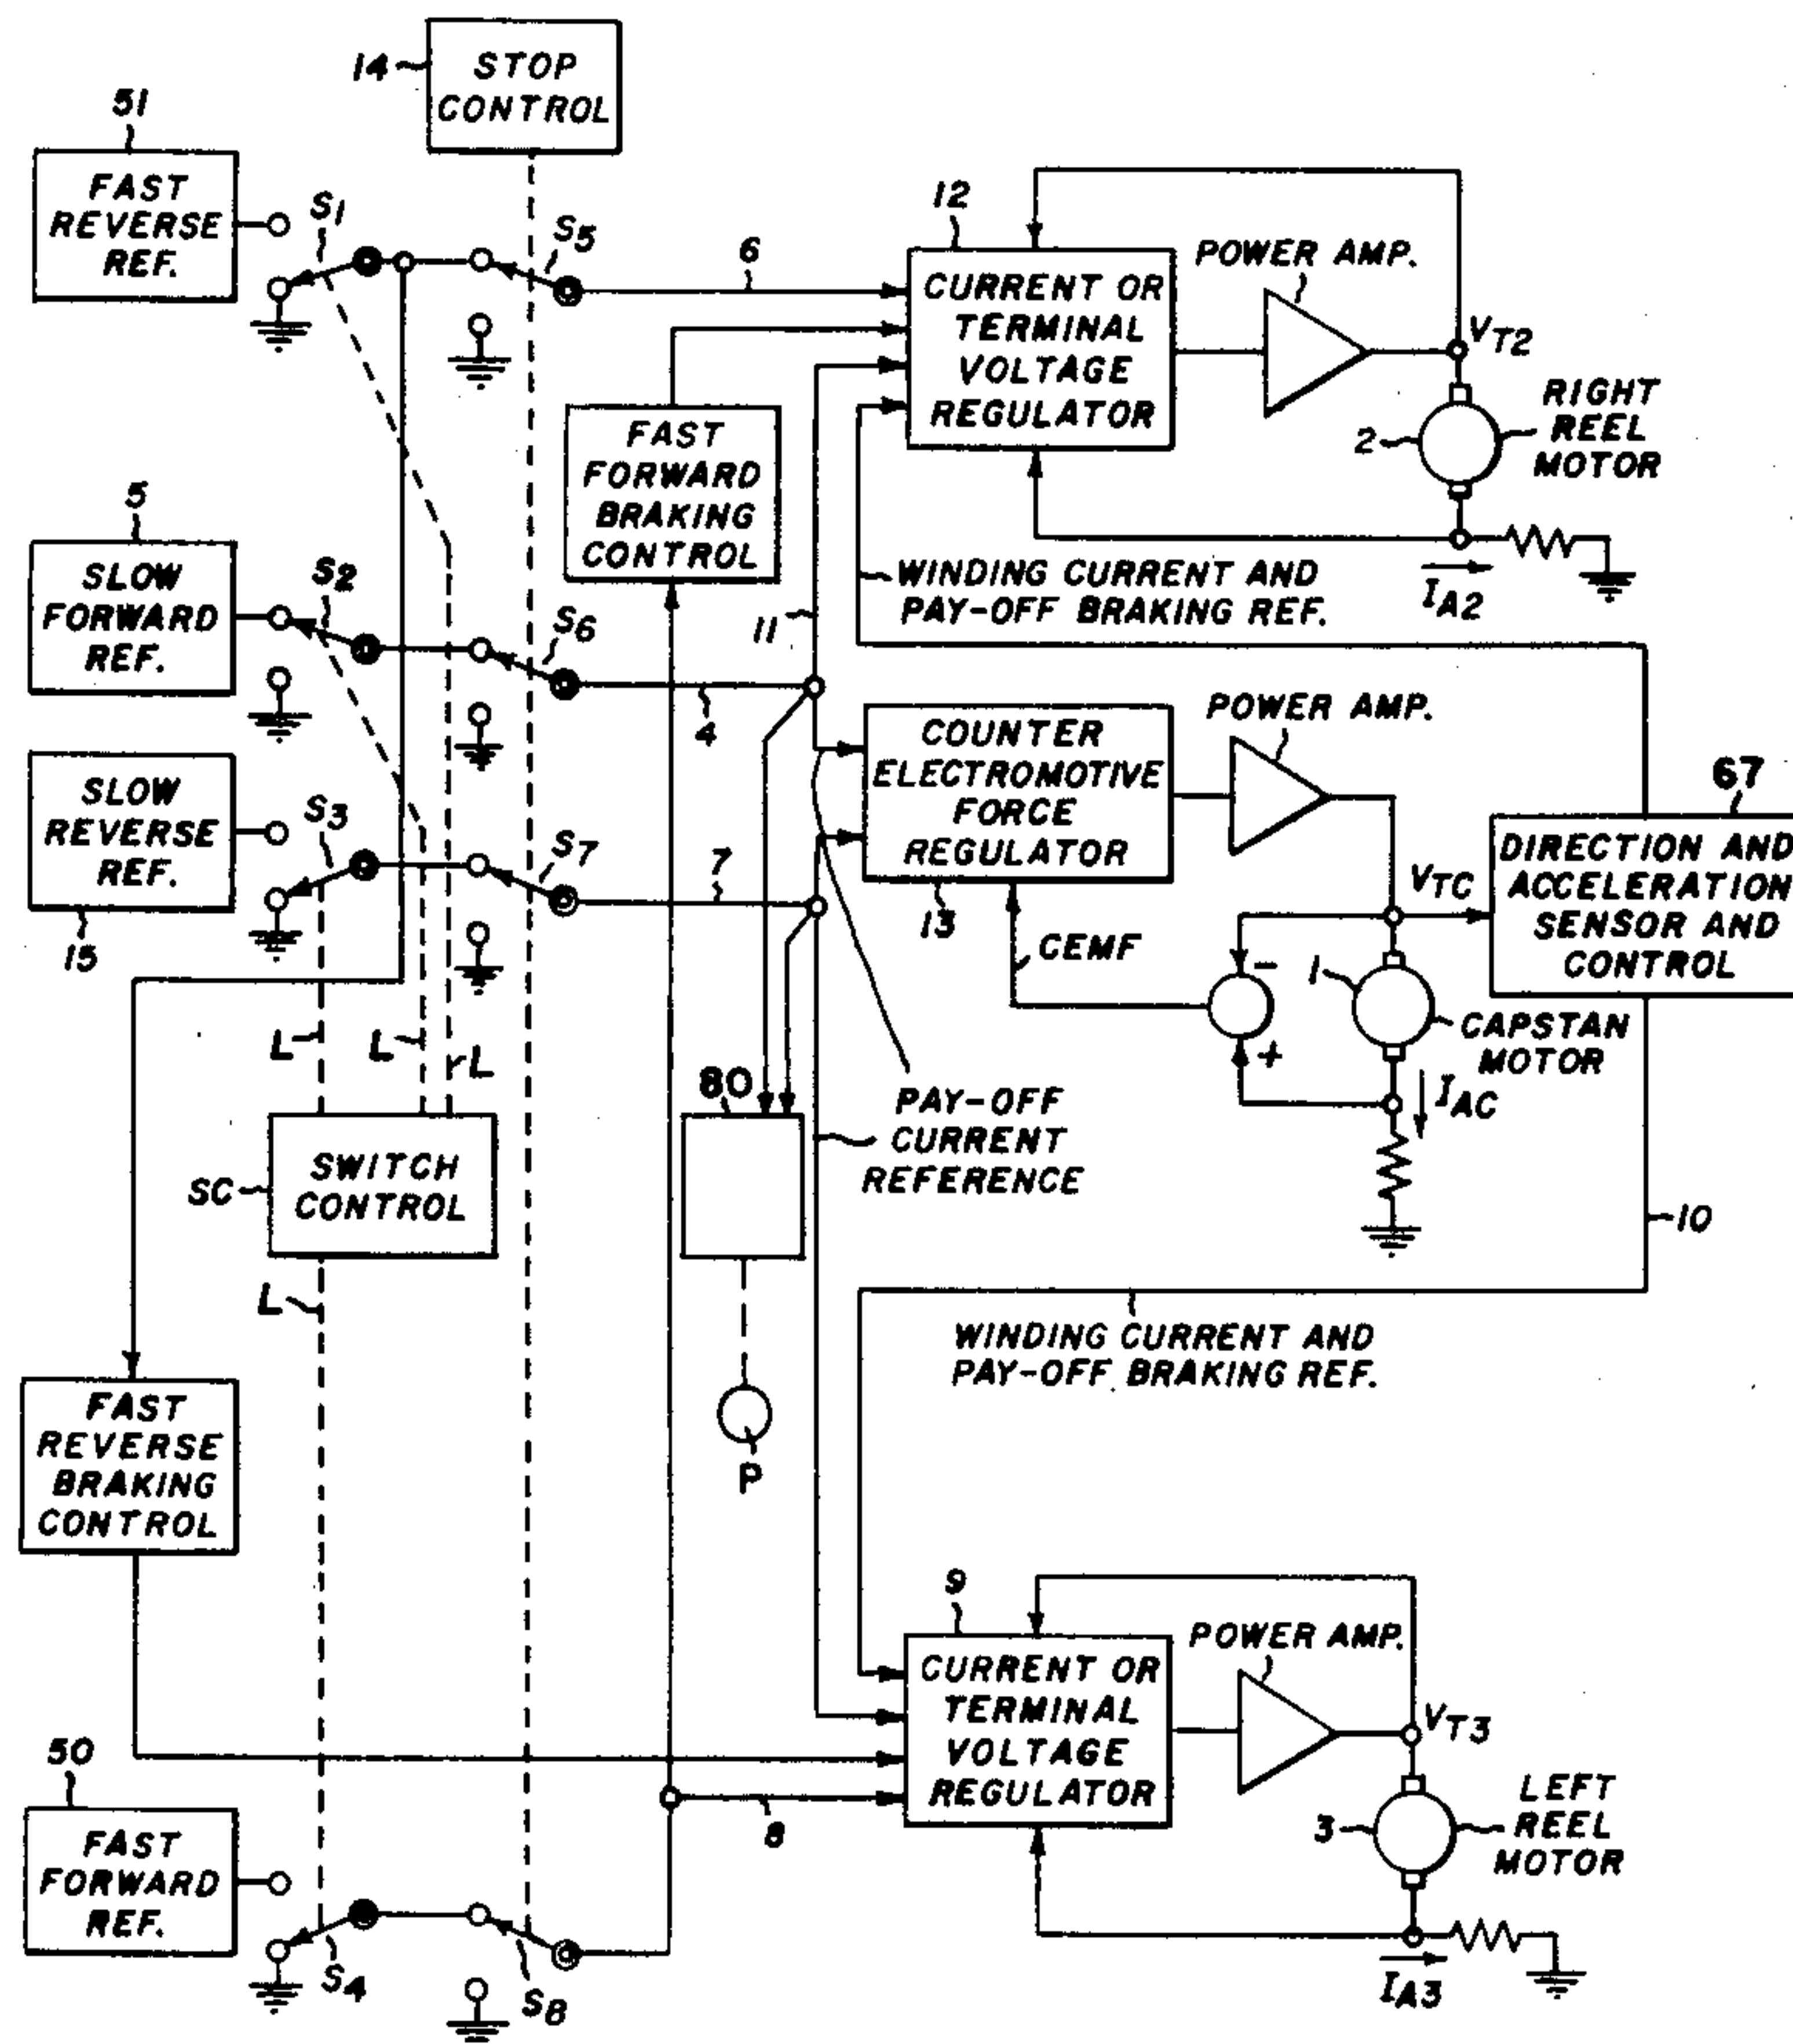 14
STOP
CONTROL
51
FAST
REVERSE
REF.
S1
S5
6
12
CURRENT OR
TERMINAL
VOLTAGE
REGULATOR
POWER AMP.
VT2
RIGHT
REEL
MOTOR
2
IA2
FAST
FORWARD
BRAKING
CONTROL
WINDING CURRENT AND
PAY-OFF BRAKING REF.
11
5
SLOW
FORWARD
REF.
S2
S6
4
SLOW
REVERSE
REF.
15
S3
S7
7
COUNTER
ELECTROMOTIVE
FORCE
REGULATOR
13
POWER AMP.
67
DIRECTION AND
ACCELERATION
SENSOR AND
CONTROL
VTC
CEMF
-
+
1
CAPSTAN
MOTOR
IAC
L
L
L
80
PAY-OFF
CURRENT
REFERENCE
SC
SWITCH
CONTROL
10
L
WINDING CURRENT AND
PAY-OFF BRAKING REF.
P
FAST
REVERSE
BRAKING
CONTROL
9
CURRENT OR
TERMINAL
VOLTAGE
REGULATOR
POWER AMP.
VT3
LEFT
REEL
MOTOR
3
IA3
8
50
FAST
FORWARD
REF.
S4
S8